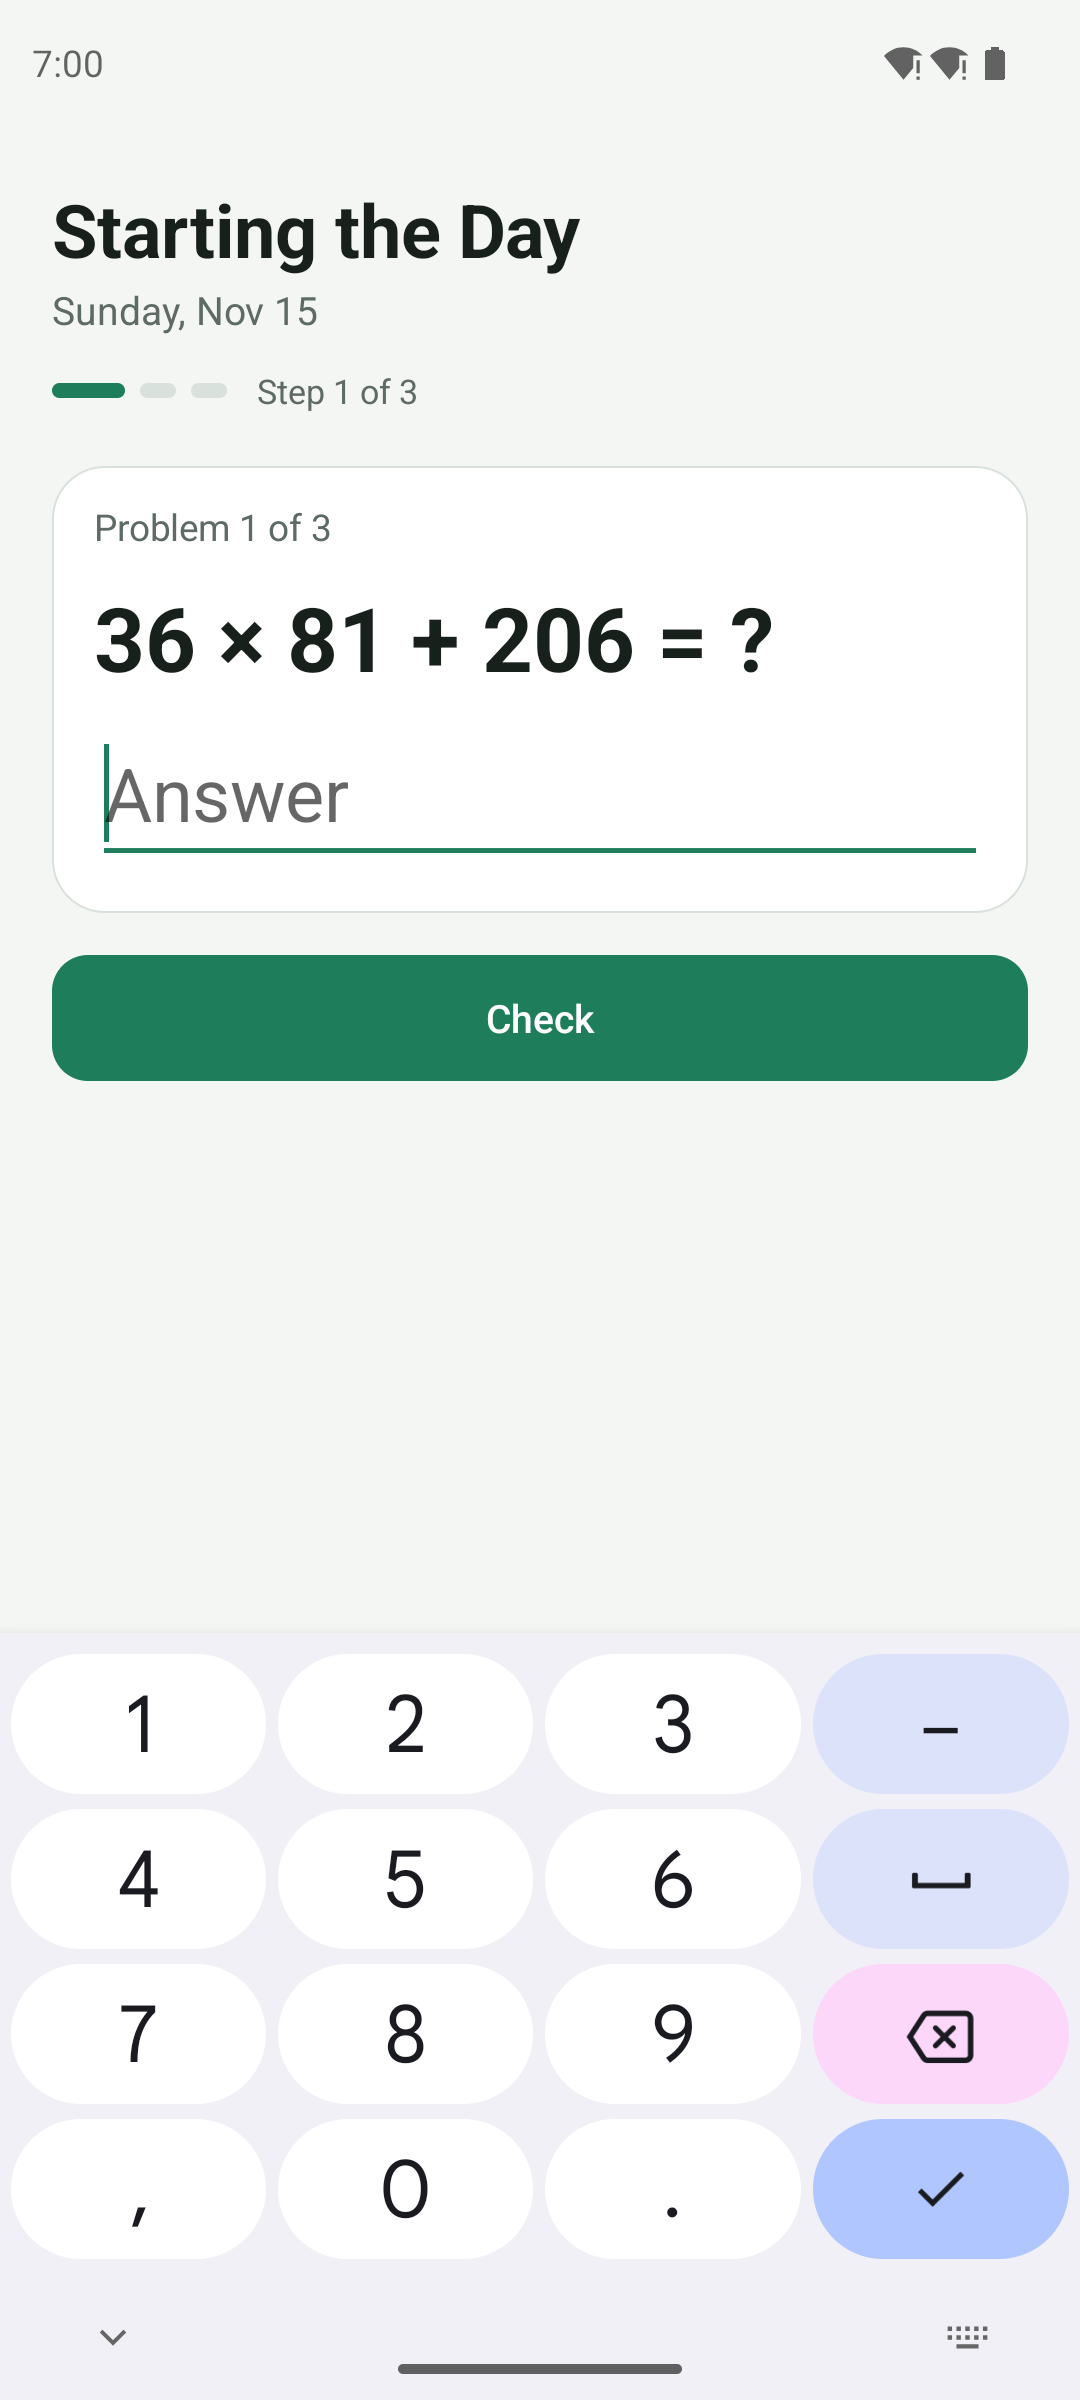 7:00
Starting the Day
Sunday, Nov 15
Step 1 of 3
Problem 1 of 3
36 × 81 + 206 = ?
Answer
Check
1 2 3 –
4 5 6
7 8 9
, 0 .